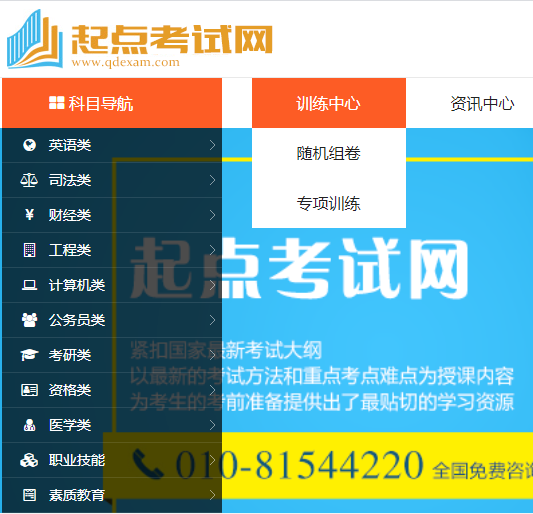 起点考试网
www.qdexam.com
科目导航
训练中心
资讯中心
随机组卷
专项训练
英语类
司法类
财经类
工程类
计算机类
公务员类
考研类
资格类
医学类
职业技能
素质教育
起点考试网
紧扣国家最新考试大纲
以最新的考试方法和重点考点难点为授课内容
为考生的考前准备提供出了最贴切的学习资源
010-81544220 全国免费咨询